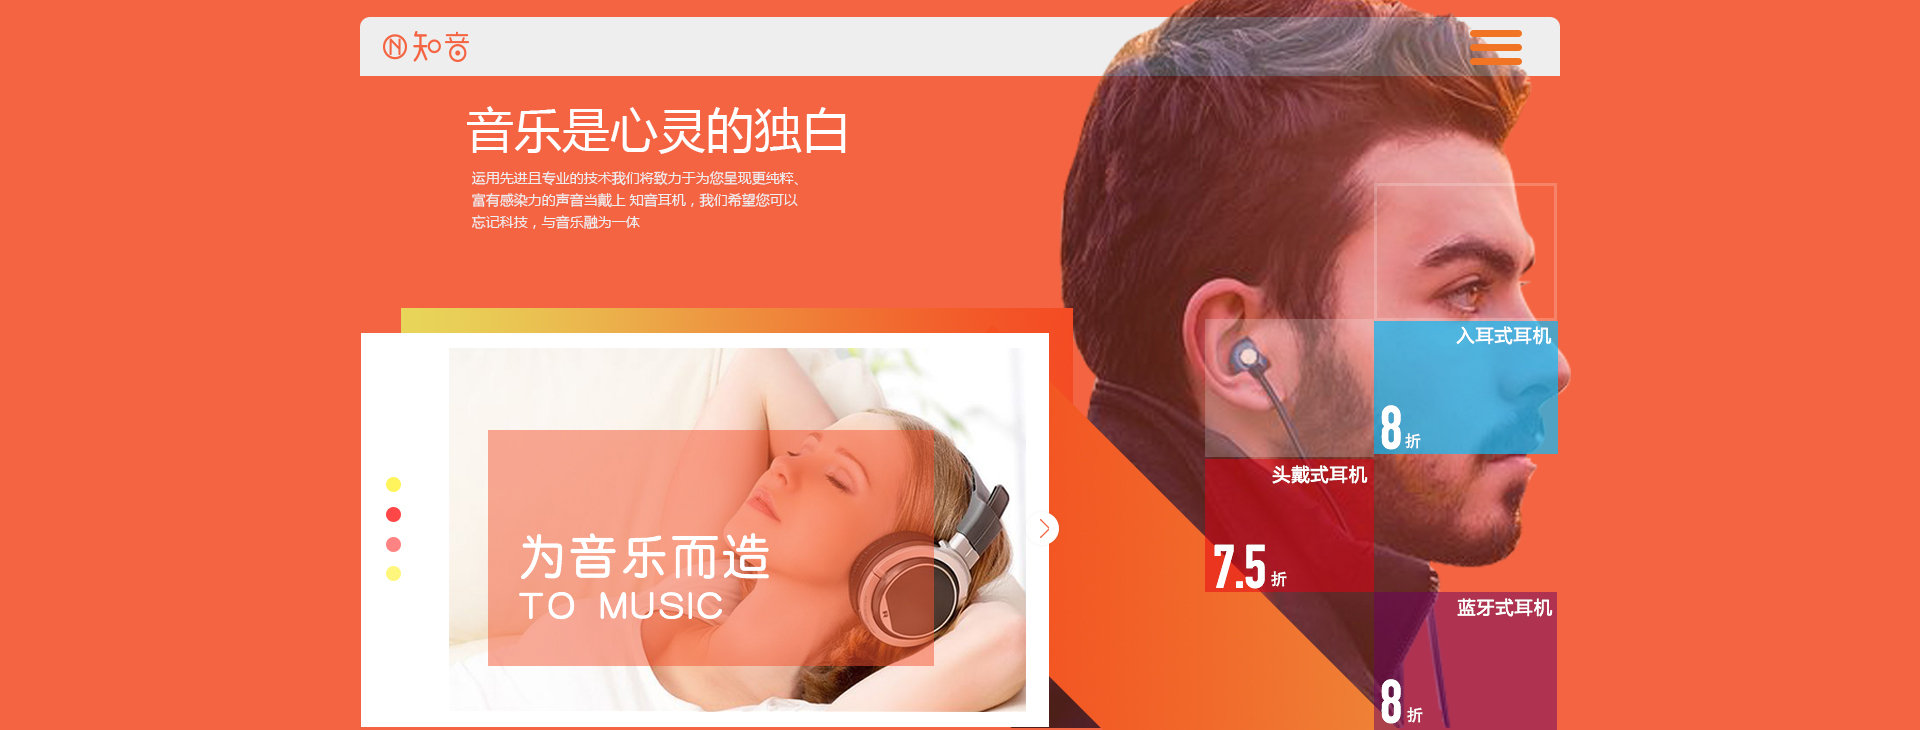 知音
音乐是心灵的独白
运用先进且专业的技术我们将致力于为您呈现更纯粹、
富有感染力的声音当戴上 知音耳机，我们希望您可以
忘记科技，与音乐融为一体
为音乐而造
TO MUSIC
入耳式耳机
8折
头戴式耳机
7.5折
蓝牙式耳机
8折